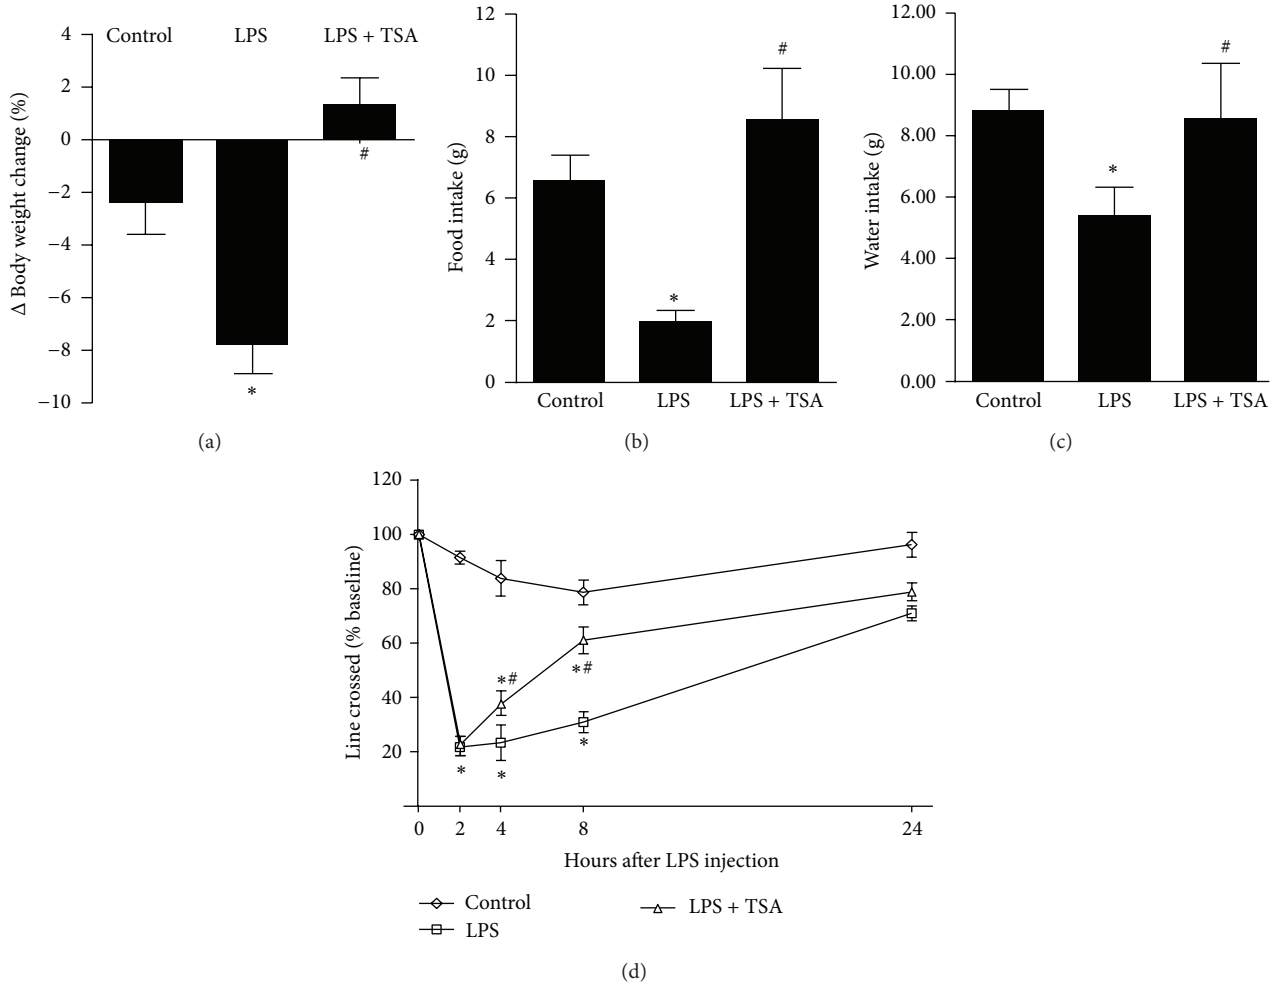 Control LPS LPS + TSA
4
2
0
−2
−4
−6
−8
−10
Δ Body weight change (%)
#
*
(a)
12
10
8
6
4
2
0
Food intake (g)
#
*
Control LPS LPS + TSA
(b)
12.00
10.00
8.00
6.00
4.00
2.00
0.00
Water intake (g)
#
*
Control LPS LPS + TSA
(c)
120
100
80
60
40
20
Line crossed (% baseline)
*#
*#
*
*
*
0 2 4 8 24
Hours after LPS injection
Control
LPS
LPS + TSA
(d)